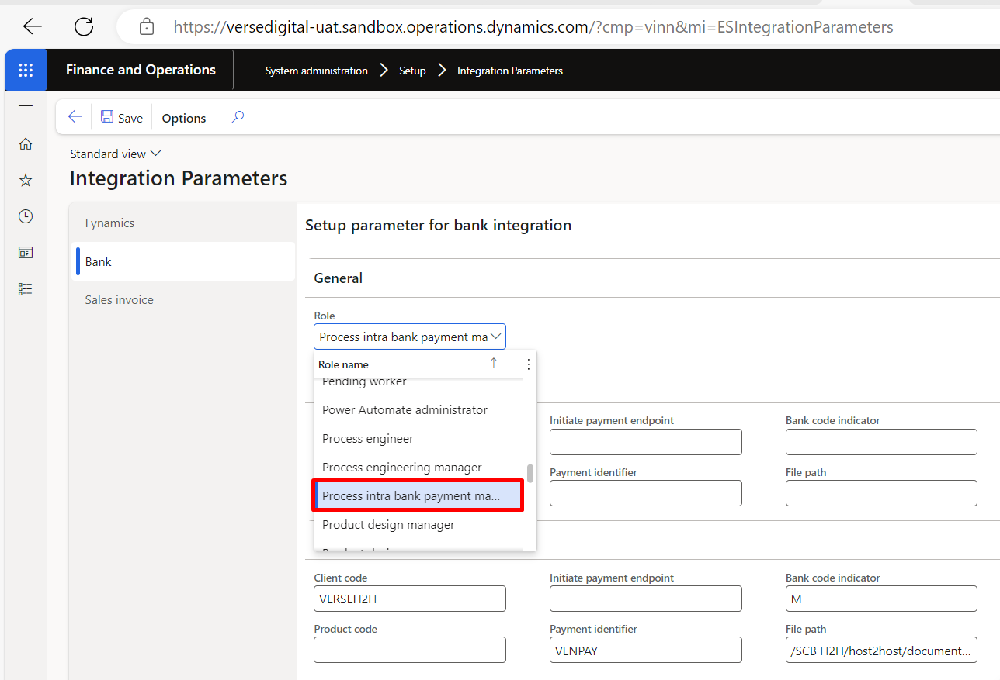 https://versedigital-uat.sandbox.operations.dynamics.com/?cmp=vinn&mi=ESIntegrationParameters
Finance and Operations
System administration > Setup > Integration Parameters
Save Options
Standard view
Integration Parameters
Fynamics
Bank
Sales invoice
Setup parameter for bank integration
General
Role
Process intra bank payment ma
Role name
Pending worker
Power Automate administrator
Process engineer
Process engineering manager
Process intra bank payment ma...
Product design manager
Initiate payment endpoint
Bank code indicator
Payment identifier
File path
Client code
Initiate payment endpoint
Bank code indicator
VERSEH2H
M
Product code
Payment identifier
File path
VENPAY
/SCB H2H/host2host/document...